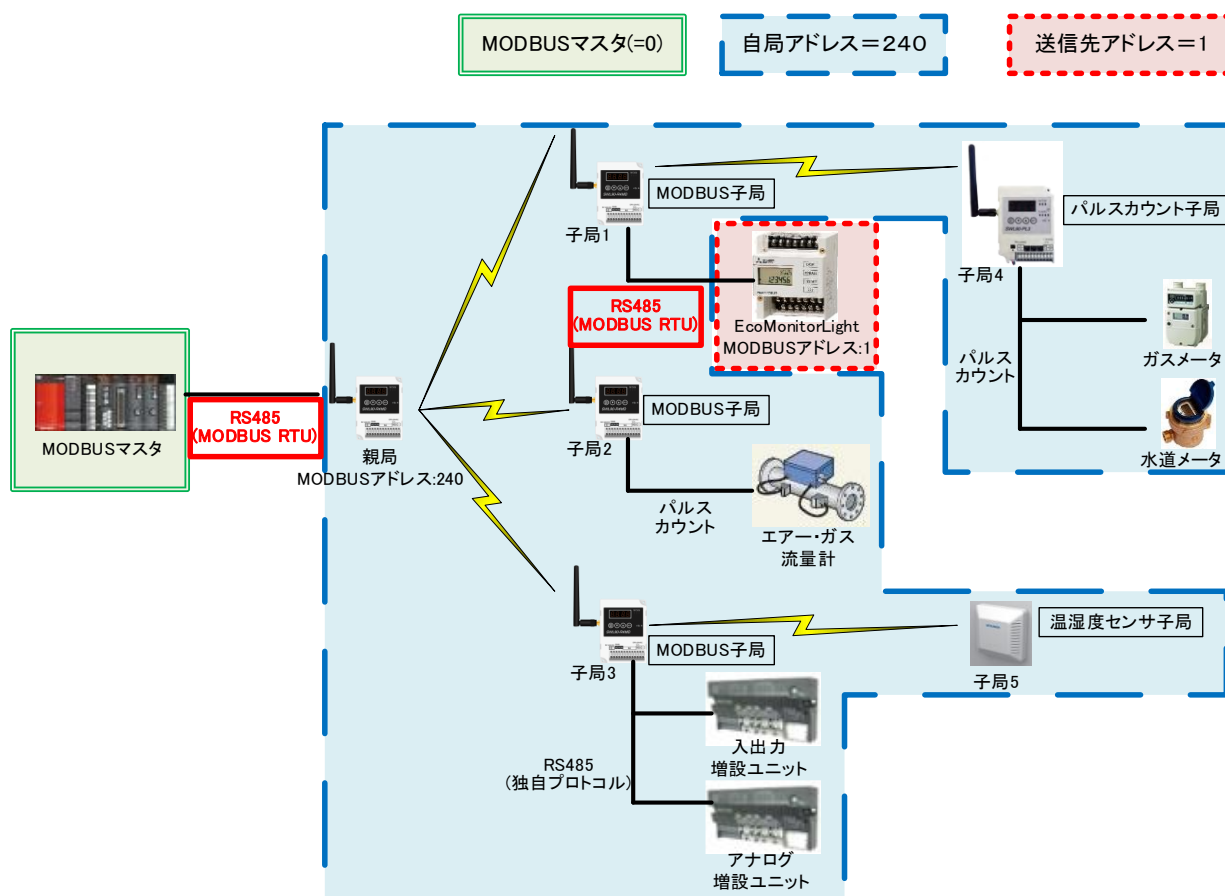 MODBUSマスタ(=0)
自局アドレス=240
送信先アドレス=1
MODBUS子局
子局1
パルスカウント子局
子局4
RS485
(MODBUS RTU)
EcoMonitorLight
MODBUSアドレス:1
パルス
カウント
ガスメータ
水道メータ
MODBUSマスタ
RS485
(MODBUS RTU)
親局
MODBUSアドレス:240
MODBUS子局
子局2
パルス
カウント
エアー・ガス
流量計
MODBUS子局
子局3
温湿度センサ子局
子局5
入出力
増設ユニット
RS485
(独自プロトコル)
アナログ
増設ユニット